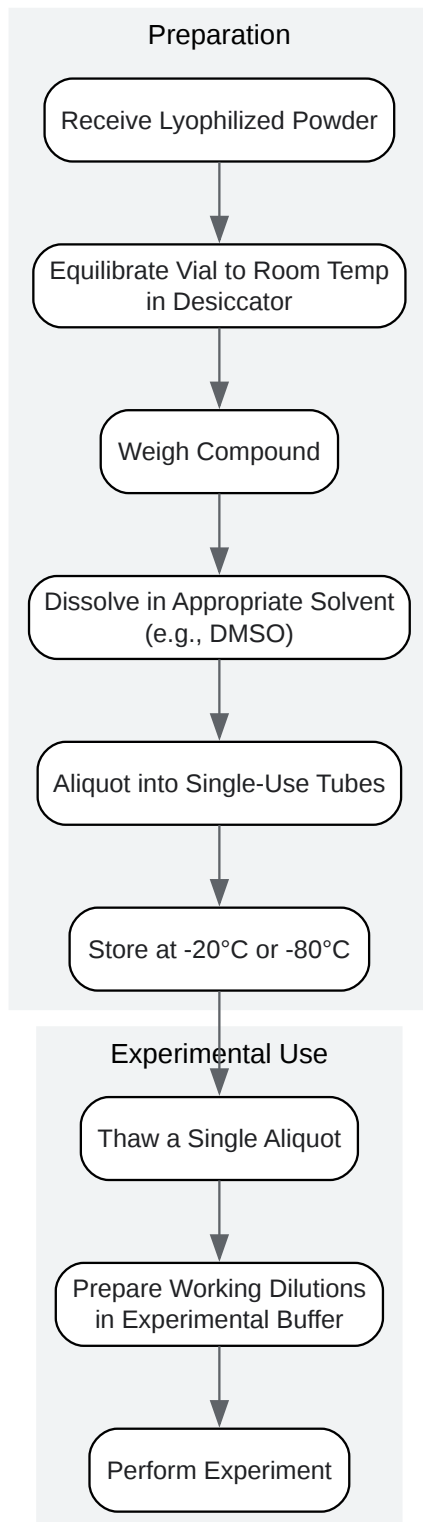 Preparation
Receive Lyophilized Powder
Equilibrate Vial to Room Temp
in Desiccator
Weigh Compound
Dissolve in Appropriate Solvent
(e.g., DMSO)
Aliquot into Single-Use Tubes
Store at -20°C or -80°C
Experimental Use
Thaw a Single Aliquot
Prepare Working Dilutions
in Experimental Buffer
Perform Experiment